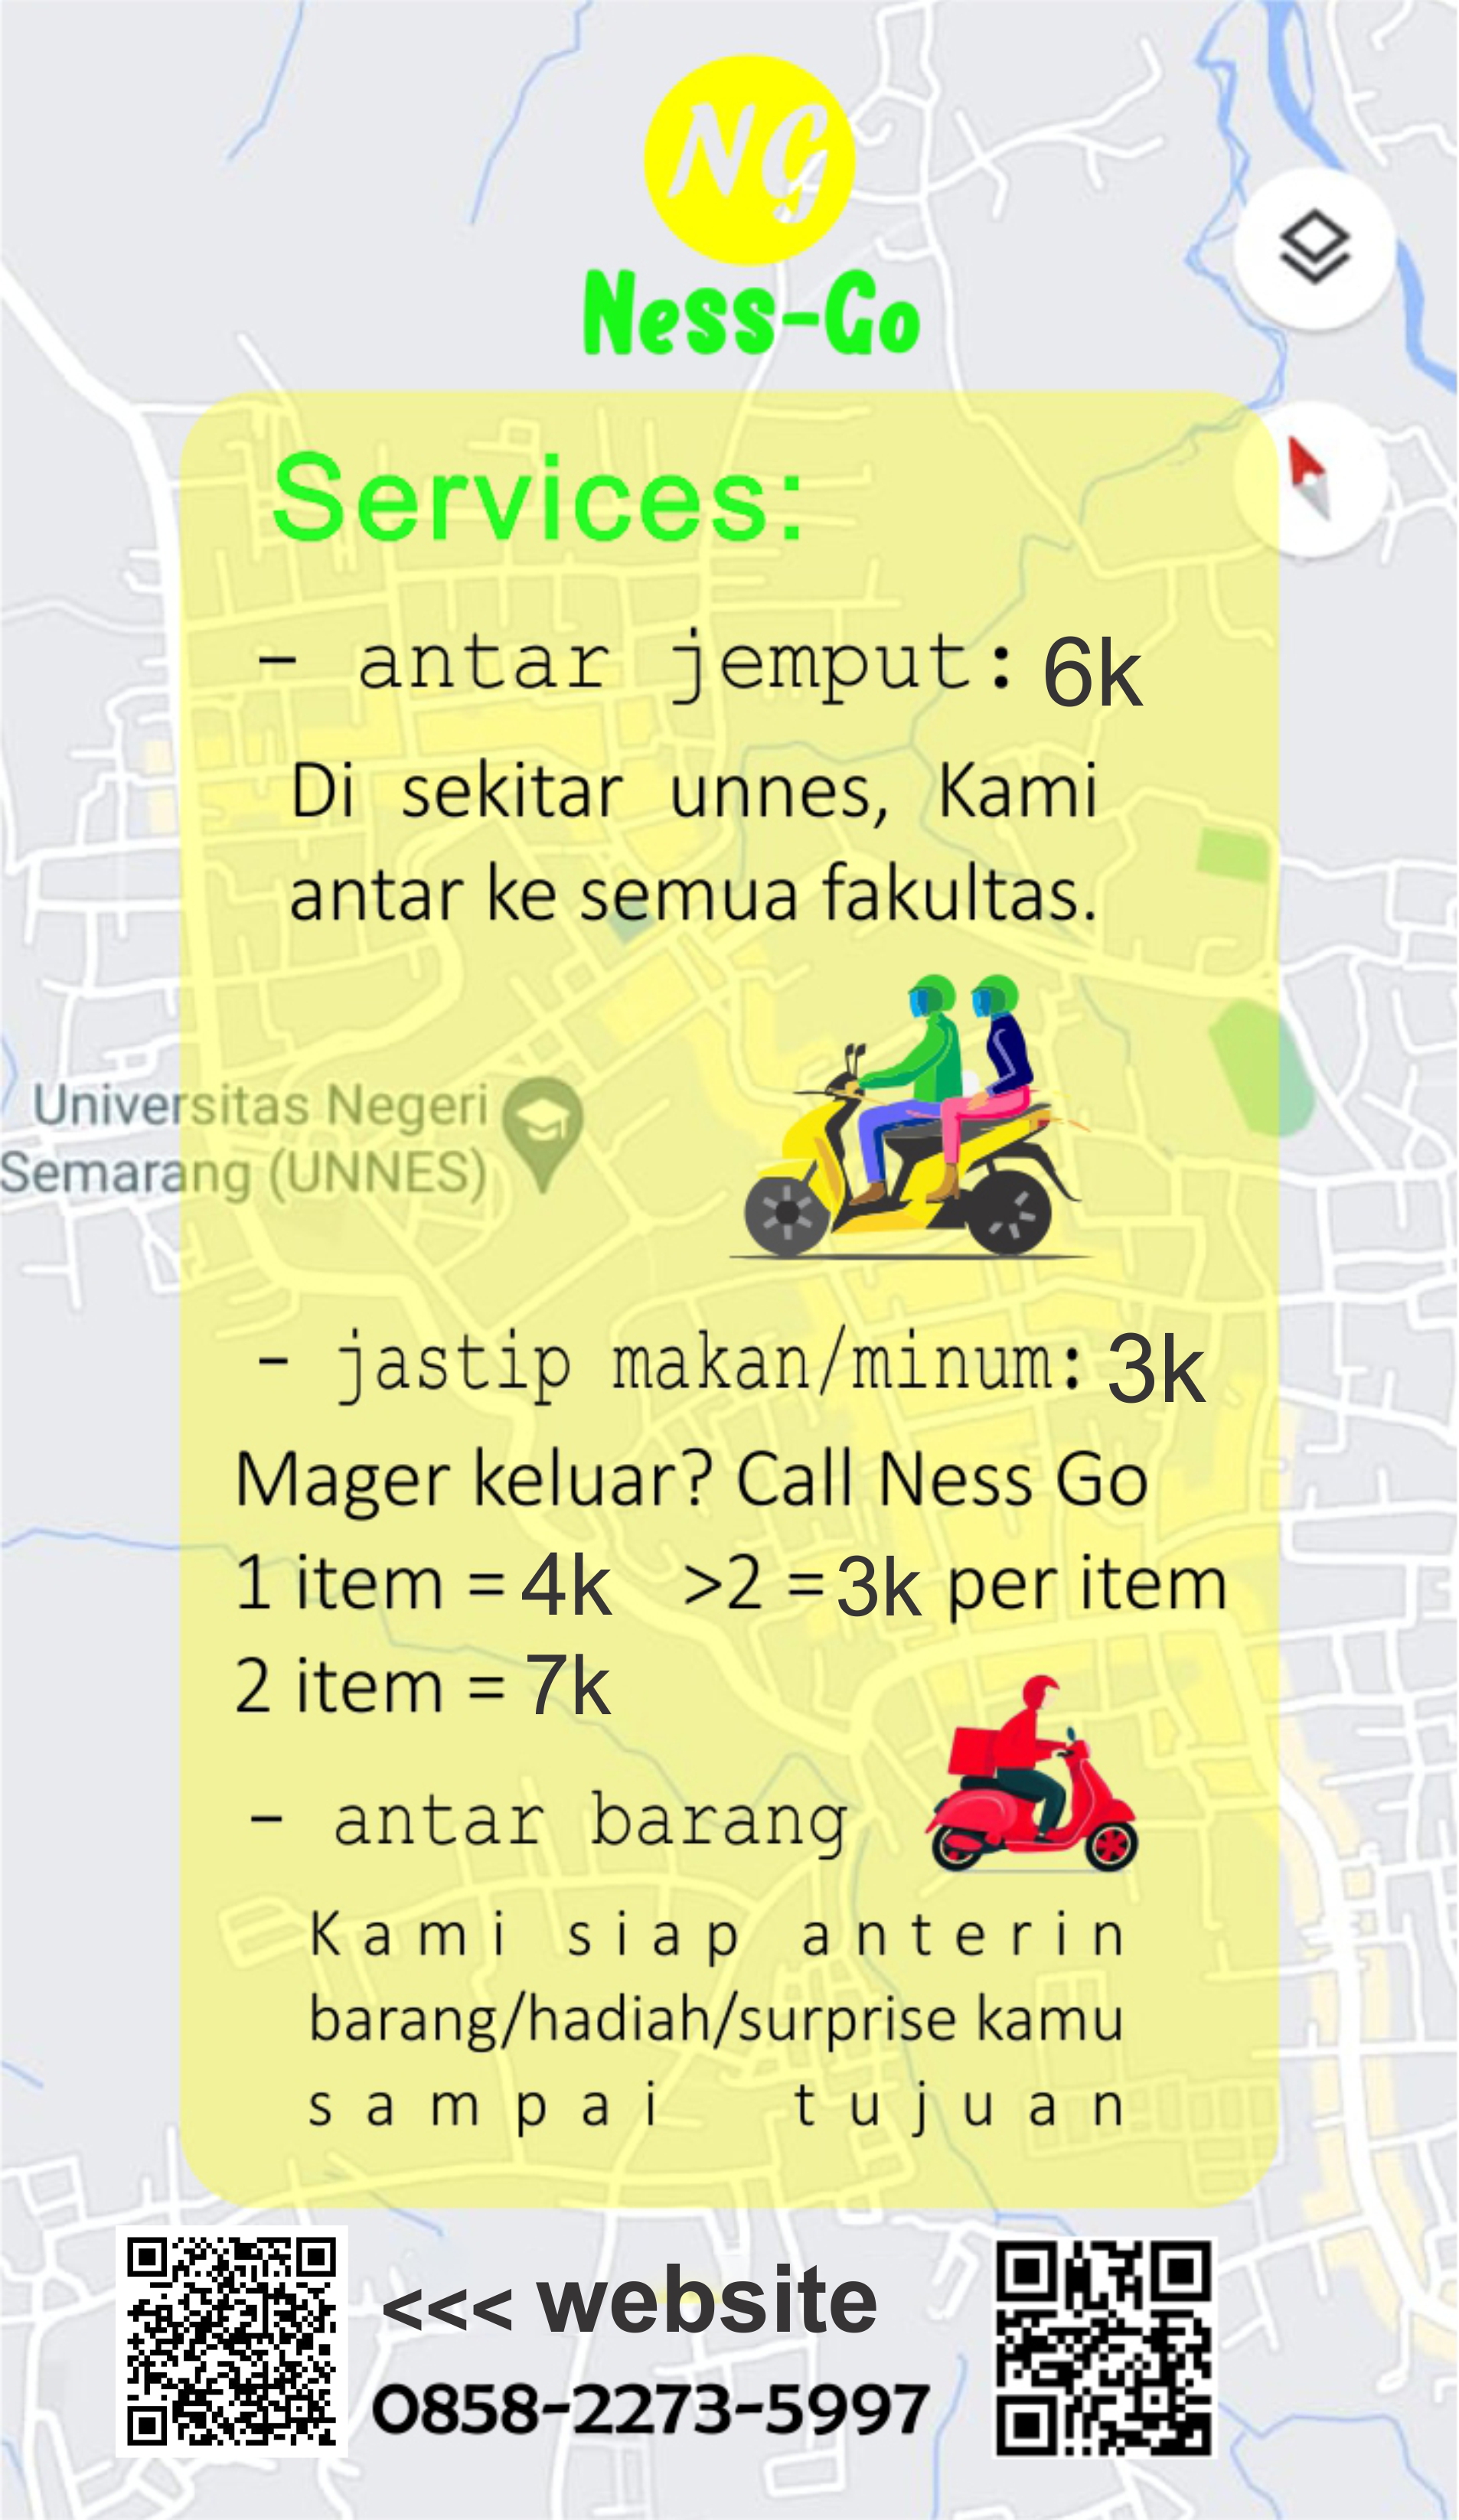 NG
Ness-Go
Services:
- antar jemput: 6k
Di sekitar unnes, Kami
antar ke semua fakultas.
Universitas Negeri
Semarang (UNNES)
- jastip makan/minum: 3k
Mager keluar? Call Ness Go
1 item = 4k >2 = 3k per item
2 item = 7k
- antar barang
Kami siap anterin
barang/hadiah/surprise kamu
sampai tujuan
<<< website
0858-2273-5997